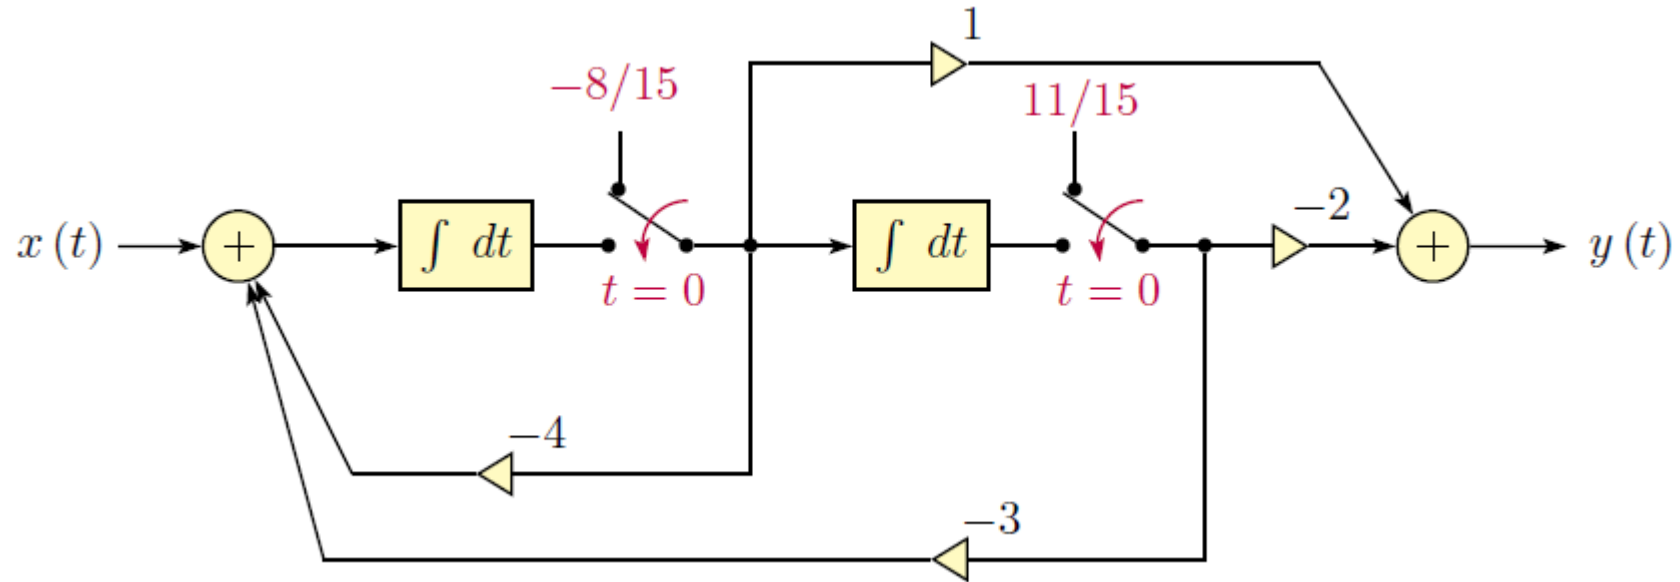 1
−8/15
11/15
x (t)
+
∫ dt
t = 0
∫ dt
t = 0
−2
+
y (t)
−4
−3